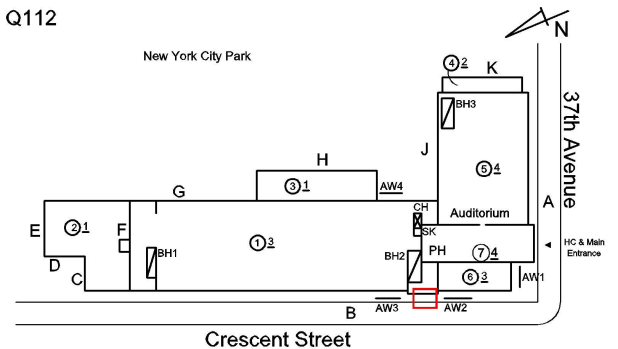 Q112
N
New York City Park
4 2
K
BH3
37th Avenue
J
H
5 4
3 1
AW4
G
A
CH
Auditorium
E
2 1
F
SK
1 3
PH
HC & Main
Entrance
BH1
BH2
7 4
D
C
6 3
AW1
B
AW3
AW2
Crescent Street